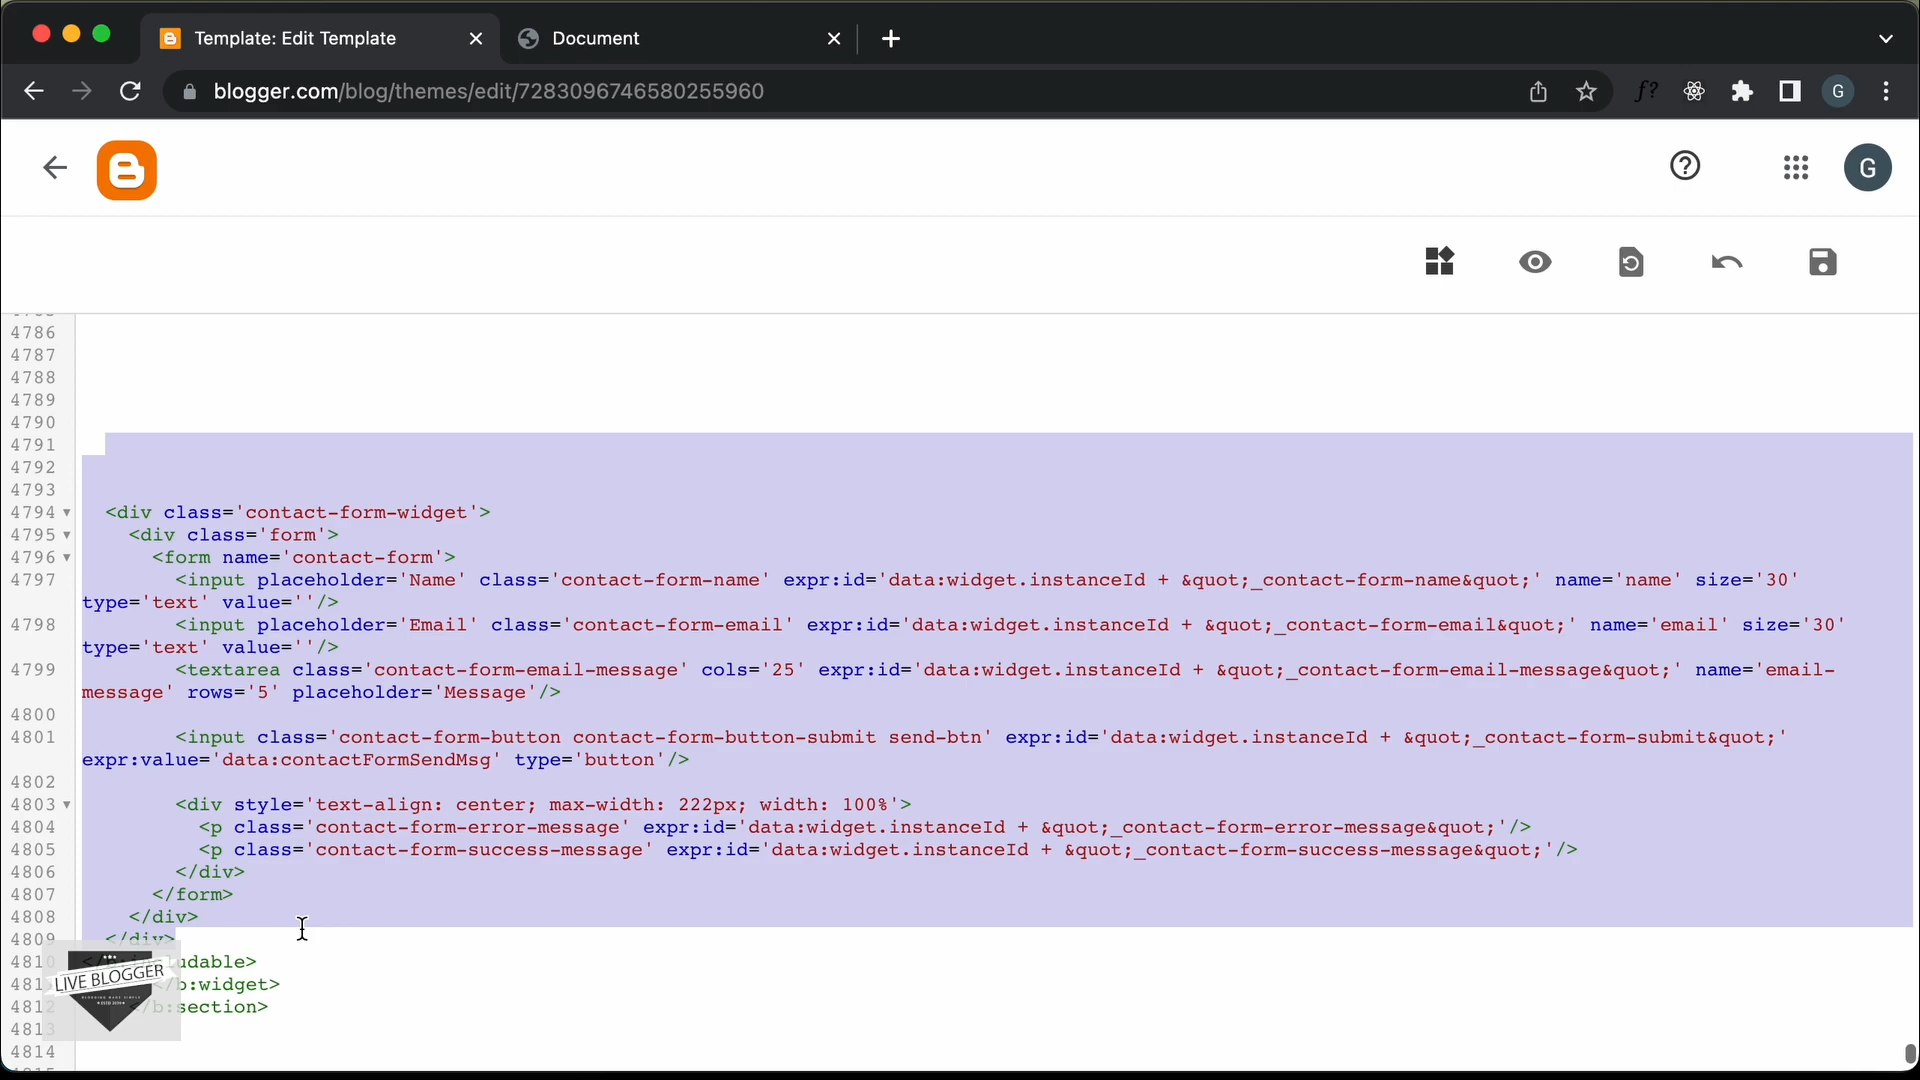 Template: Edit Template
Document
blogger.com/blog/themes/edit/7283096746580255960
f?
G
G
4786
4787
4788
4789
4790
4791
4792
4793
4794 <div class='contact-form-widget'>
4795 <div class='form'>
4796 <form name='contact-form'>
4797 <input placeholder='Name' class='contact-form-name' expr:id='data:widget.instanceId + &quot;_contact-form-name&quot;' name='name' size='30'
type='text' value=''/>
4798 <input placeholder='Email' class='contact-form-email' expr:id='data:widget.instanceId + &quot;_contact-form-email&quot;' name='email' size='30'
type='text' value=''/>
4799 <textarea class='contact-form-email-message' cols='25' expr:id='data:widget.instanceId + &quot;_contact-form-email-message&quot;' name='email-
message' rows='5' placeholder='Message'/>
4800
4801 <input class='contact-form-button contact-form-button-submit send-btn' expr:id='data:widget.instanceId + &quot;_contact-form-submit&quot;'
expr:value='data:contactFormSendMsg' type='button'/>
4802
4803 <div style='text-align: center; max-width: 222px; width: 100%'>
4804 <p class='contact-form-error-message' expr:id='data:widget.instanceId + &quot;_contact-form-error-message&quot;'/>
4805 <p class='contact-form-success-message' expr:id='data:widget.instanceId + &quot;_contact-form-success-message&quot;'/>
4806 </div>
4807 </form>
4808 </div>
4809 </div>
4810 udable>
/b:widget>
4812 /b:section>
4813
4814
LIVE BLOGGER